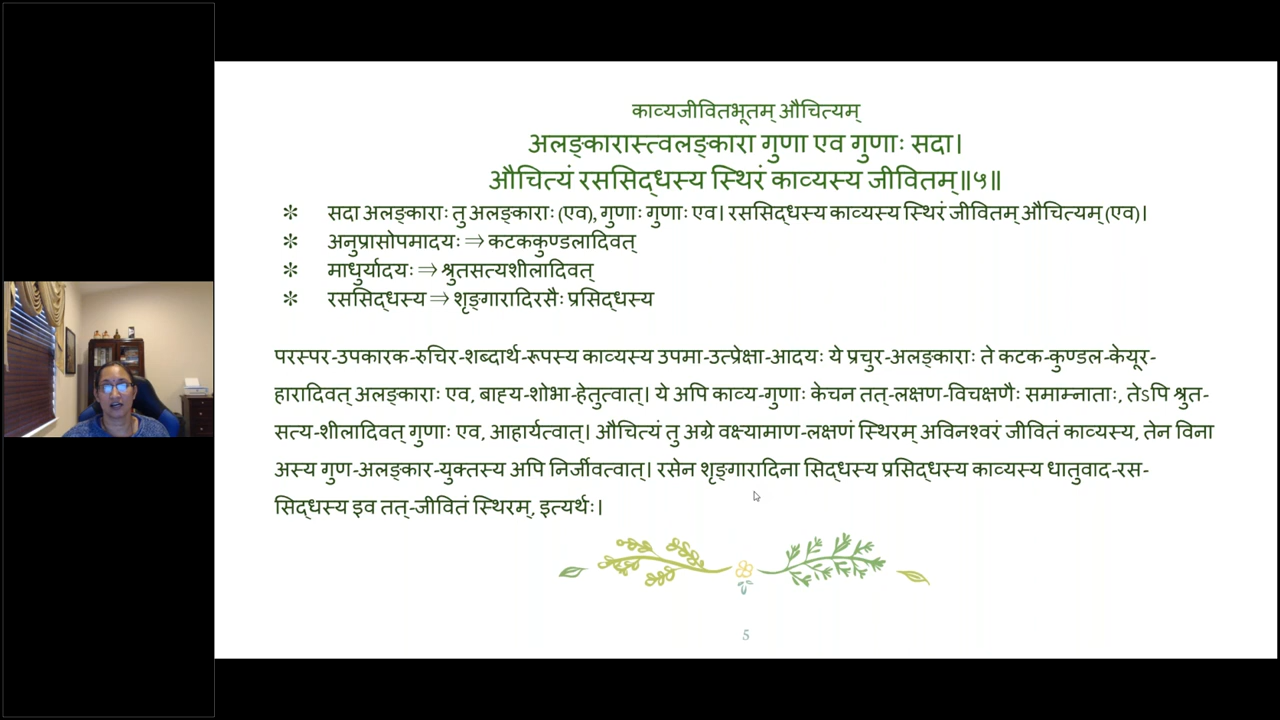 काव्यजीवितभूतम् औचित्यम्
अलङ्कारास्त्वलङ्कारा गुणा एव गुणाः सदा।
औचित्यं रससिद्धस्य स्थिरं काव्यस्य जीवितम्॥५॥
✻ सदा अलङ्काराः तु अलङ्काराः (एव), गुणाः गुणाः एव। रससिद्धस्य काव्यस्य स्थिरं जीवितम् औचित्यम् (एव)।
✻ अनुप्रासोपमादयः ⇒ कटककुण्डलादिवत्
✻ माधुर्यादयः ⇒ श्रुतसत्यशीलादिवत्
✻ रससिद्धस्य ⇒ शृङ्गारादिरसैः प्रसिद्धस्य
परस्पर-उपकारक-रुचिर-शब्दार्थ-रूपस्य काव्यस्य उपमा-उत्प्रेक्षा-आदयः ये प्रचुर-अलङ्काराः ते कटक-कुण्डल-केयूर-
हारादिवत् अलङ्काराः एव, बाह्य-शोभा-हेतुत्वात्। ये अपि काव्य-गुणाः केचन तत्-लक्षण-विचक्षणैः समाम्नाताः, तेऽपि श्रुत-
सत्य-शीलादिवत् गुणाः एव, आहार्यत्वात्। औचित्यं तु अग्रे वक्ष्यामाण-लक्षणं स्थिरम् अविनश्वरं जीवितं काव्यस्य, तेन विना
अस्य गुण-अलङ्कार-युक्तस्य अपि निर्जीवत्वात्। रसेन शृङ्गारादिना सिद्धस्य प्रसिद्धस्य काव्यस्य धातुवाद-रस-
सिद्धस्य इव तत्-जीवितं स्थिरम्, इत्यर्थः।
5